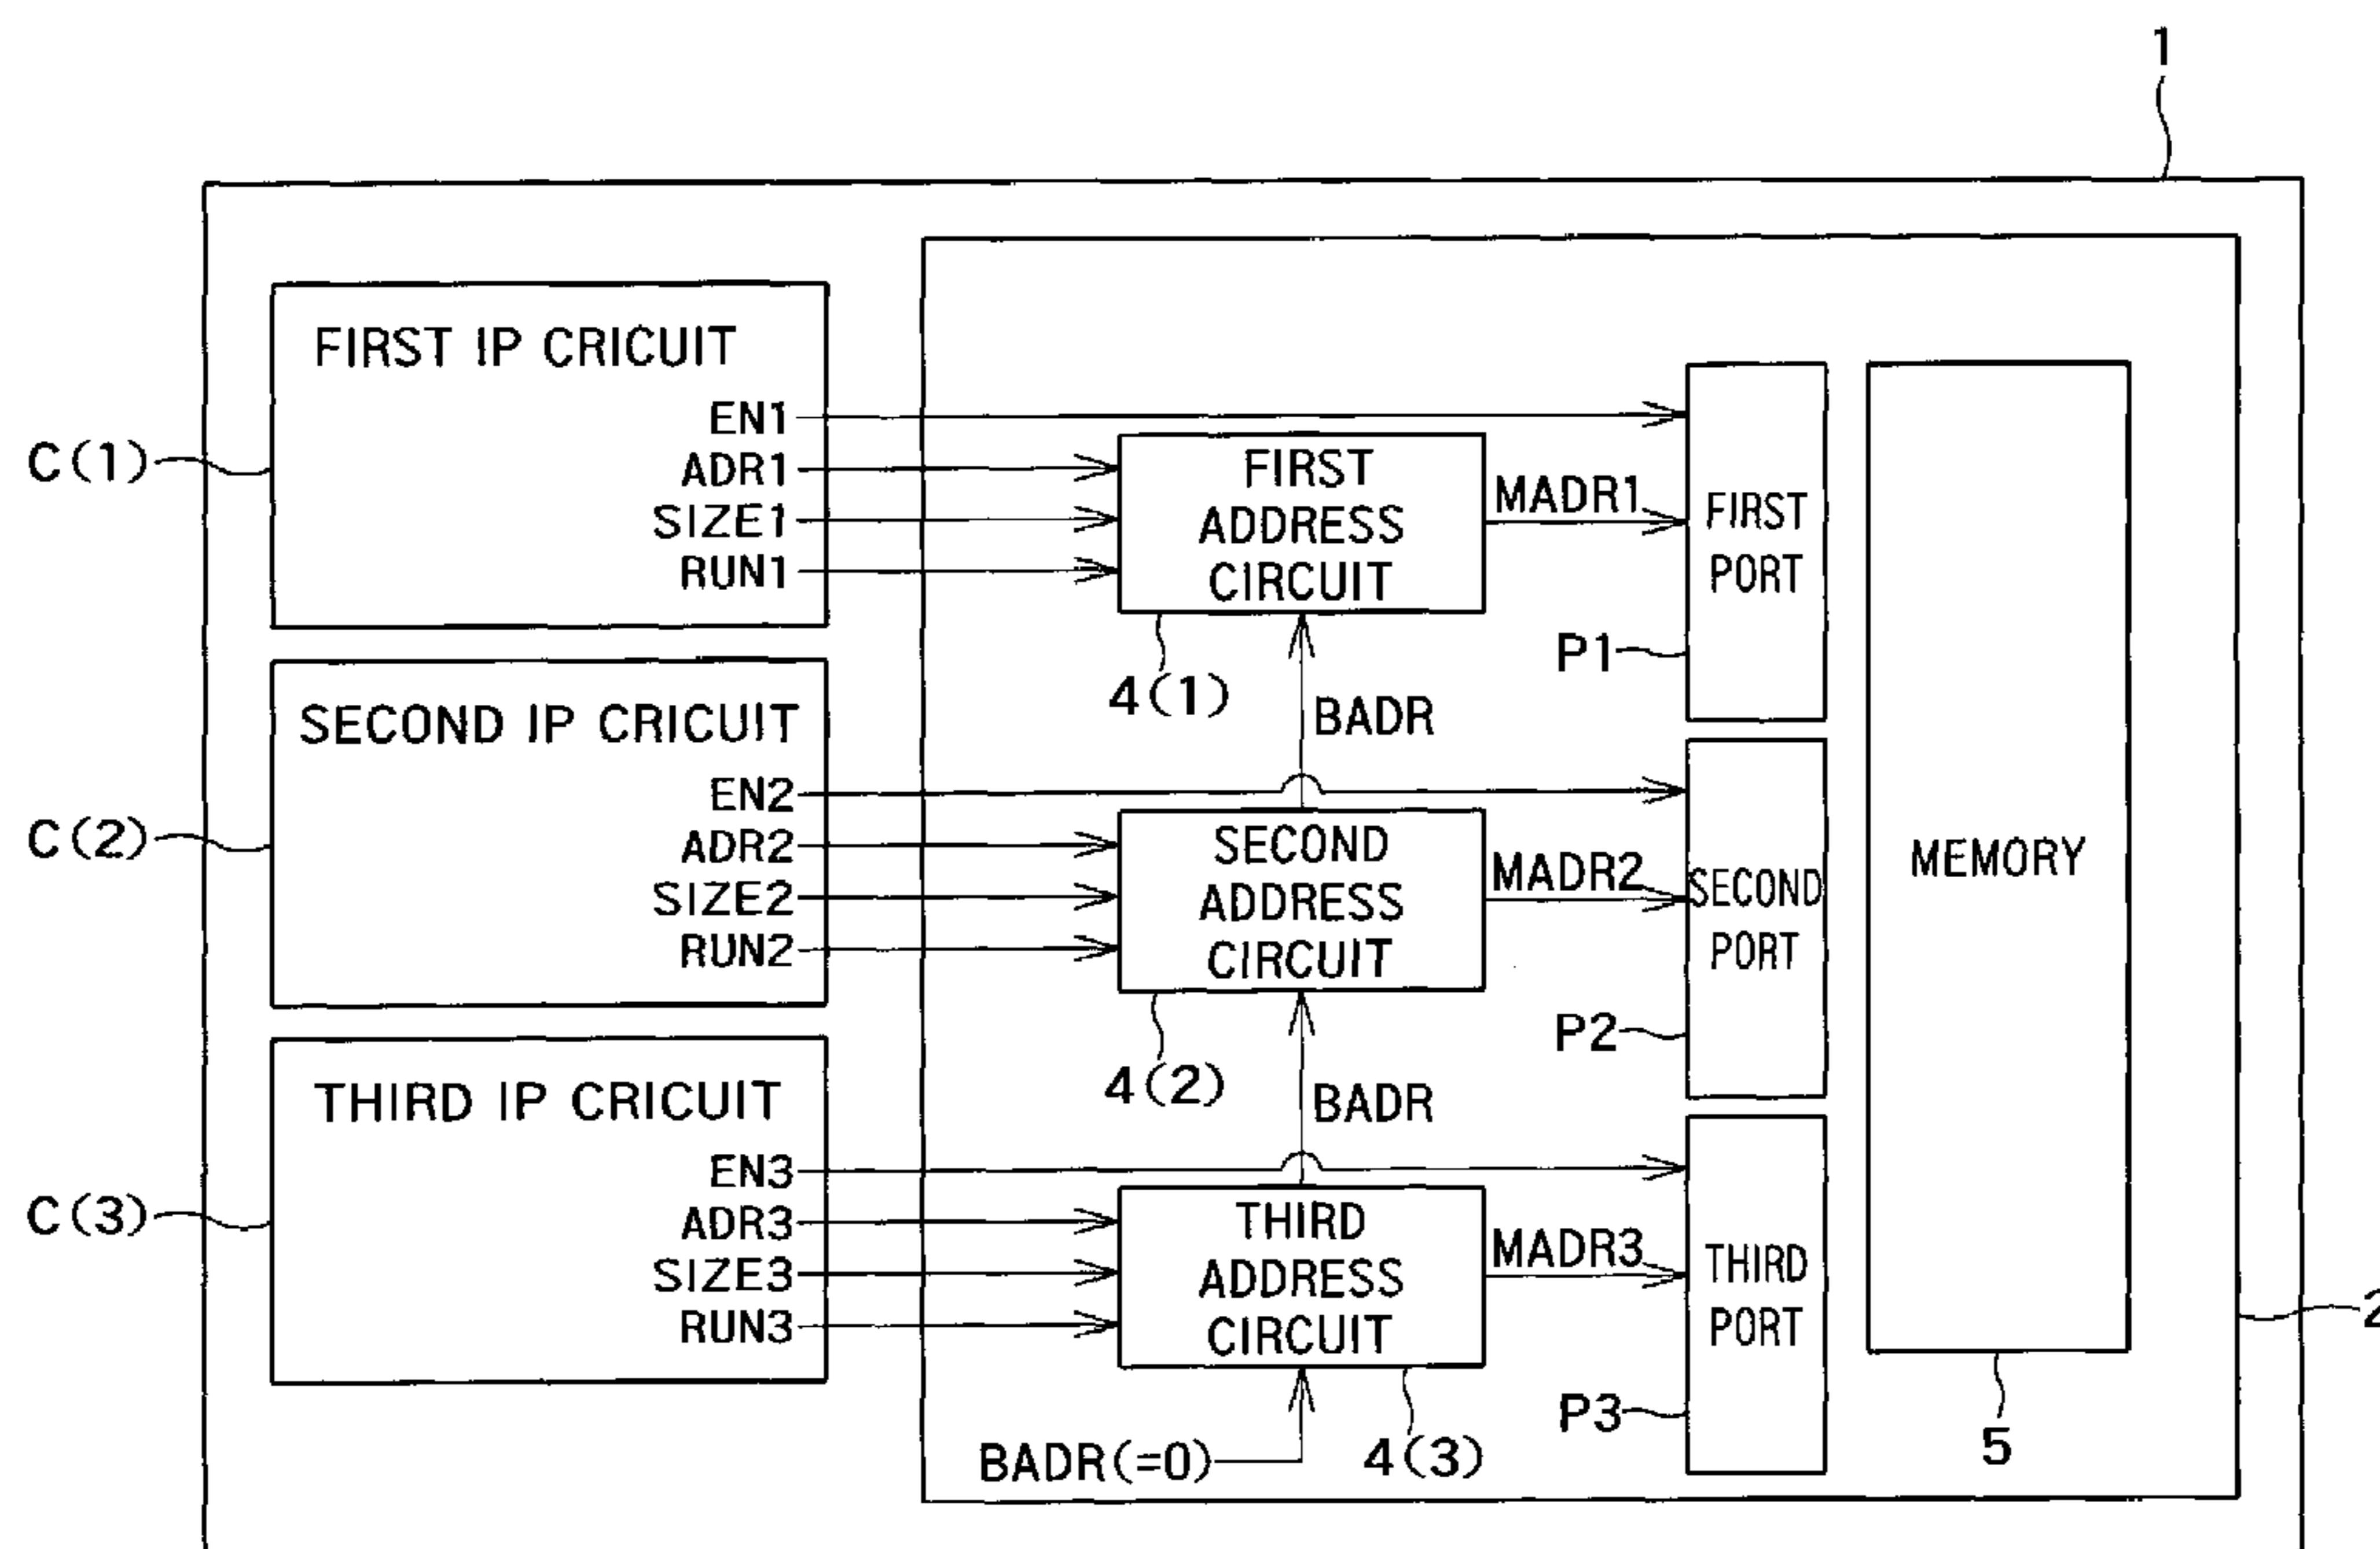 1
FIRST IP CRICUIT
EN1
ADR1
SIZE1
RUN1
C(1)
FIRST
ADDRESS
CIRCUIT
MADR1
FIRST
PORT
P1
4(1)
BADR
SECOND IP CRICUIT
EN2
ADR2
SIZE2
RUN2
C(2)
SECOND
ADDRESS
CIRCUIT
MADR2
SECOND
PORT
MEMORY
P2
4(2)
BADR
THIRD IP CRICUIT
EN3
ADR3
SIZE3
RUN3
C(3)
THIRD
ADDRESS
CIRCUIT
MADR3
THIRD
PORT
2
P3
BADR(=0)
4(3)
5